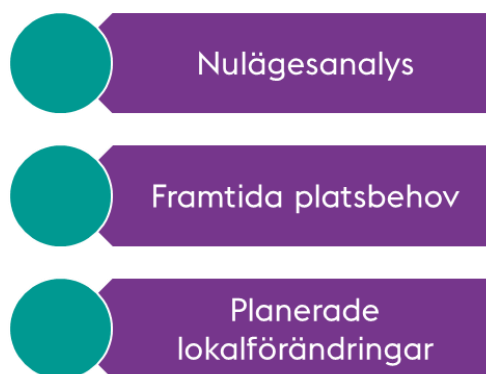 Nulägesanalys
Framtida platsbehov
Planerade
lokalförändringar